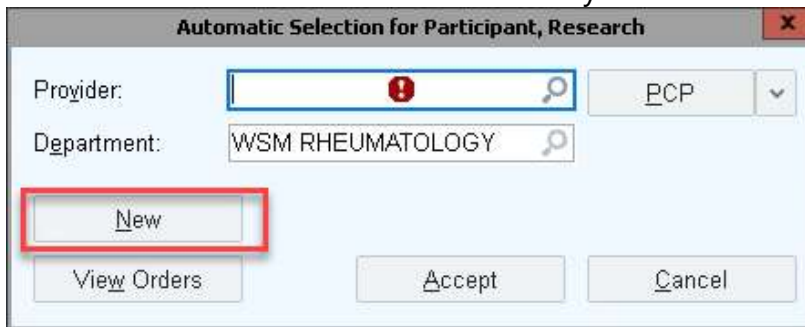 Automatic Selection for Participant, Research
x
Provider:
PCP
Department:
WSM RHEUMATOLOGY
New
View Orders
Accept
Cancel